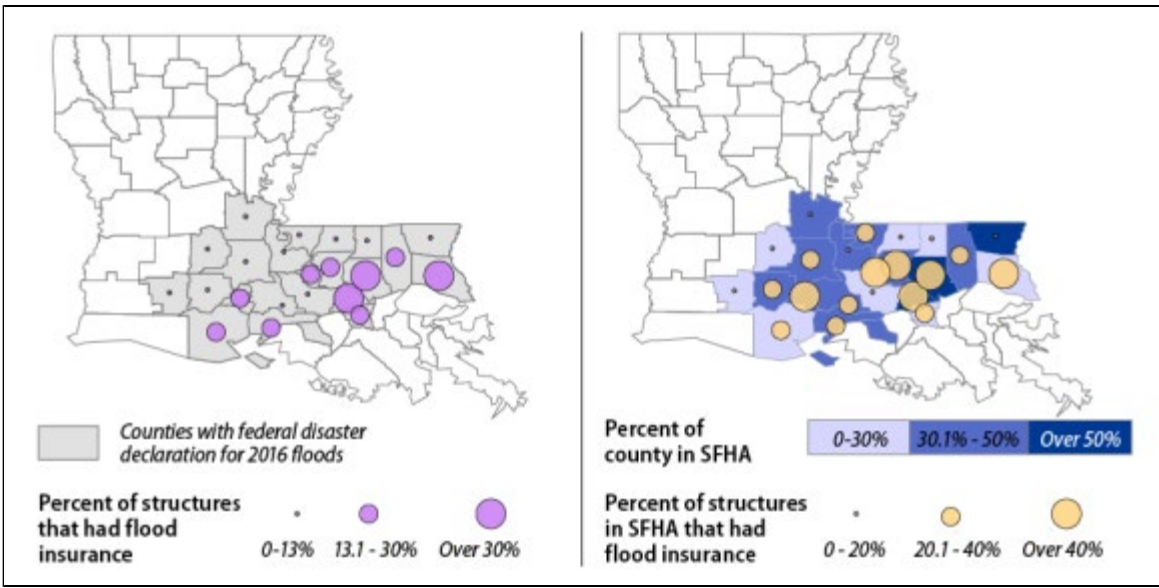 Counties with federal disaster
declaration for 2016 floods
Percent of structures
that had flood
insurance
0-13%
13.1 - 30%
Over 30%
Percent of
county in SFHA
0-30%
30.1% - 50%
Over 50%
Percent of structures
in SFHA that had
flood insurance
0 - 20%
20.1 - 40%
Over 40%